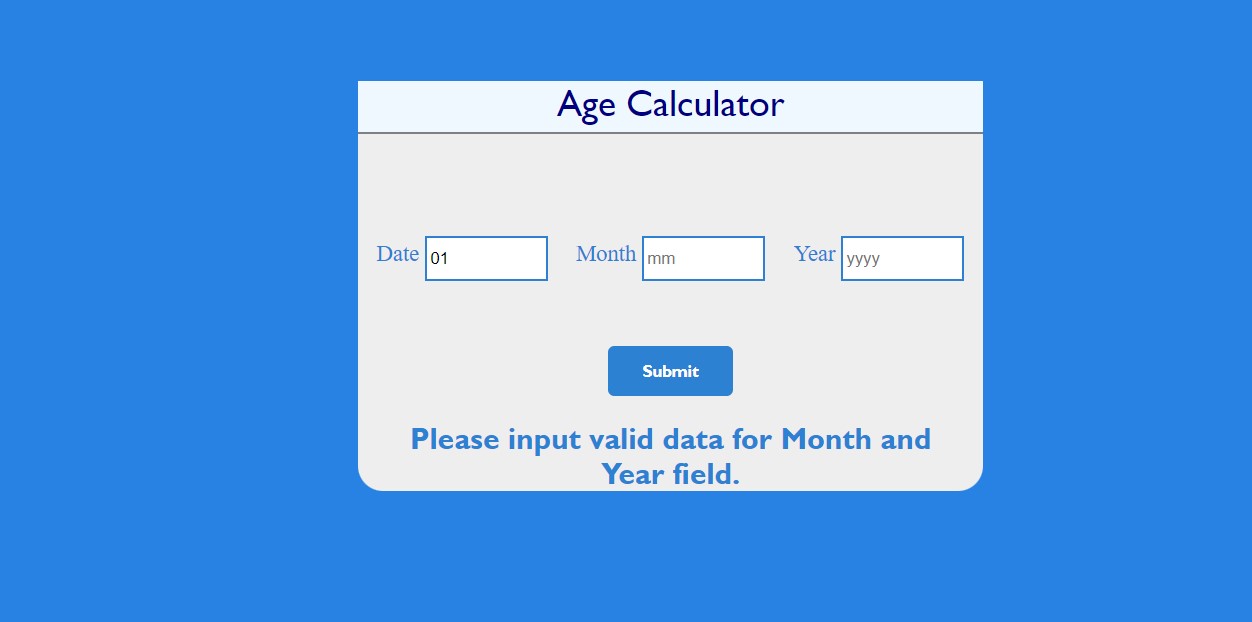 Age Calculator
Date 01 Month mm Year yyyy
Submit
Please input valid data for Month and
Year field.